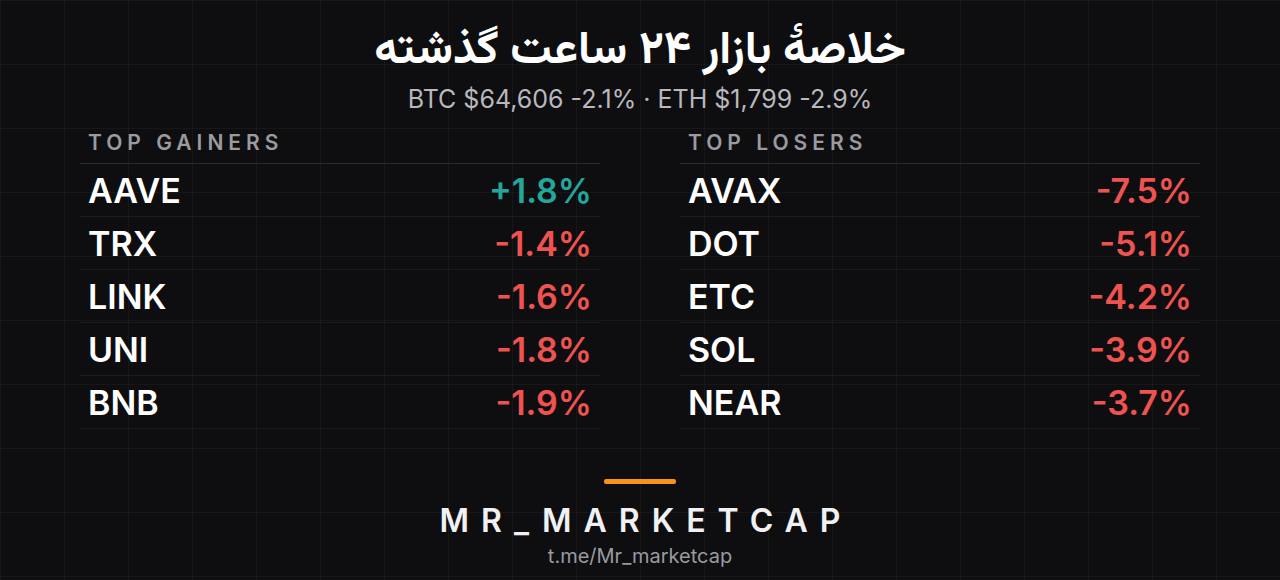 خلاصهٔ بازار ۲۴ ساعت گذشته
BTC $64,606 -2.1% · ETH $1,799 -2.9%
TOP GAINERS
AAVE +1.8%
TRX -1.4%
LINK -1.6%
UNI -1.8%
BNB -1.9%
TOP LOSERS
AVAX -7.5%
DOT -5.1%
ETC -4.2%
SOL -3.9%
NEAR -3.7%
MR_MARKETCAP
t.me/Mr_marketcap